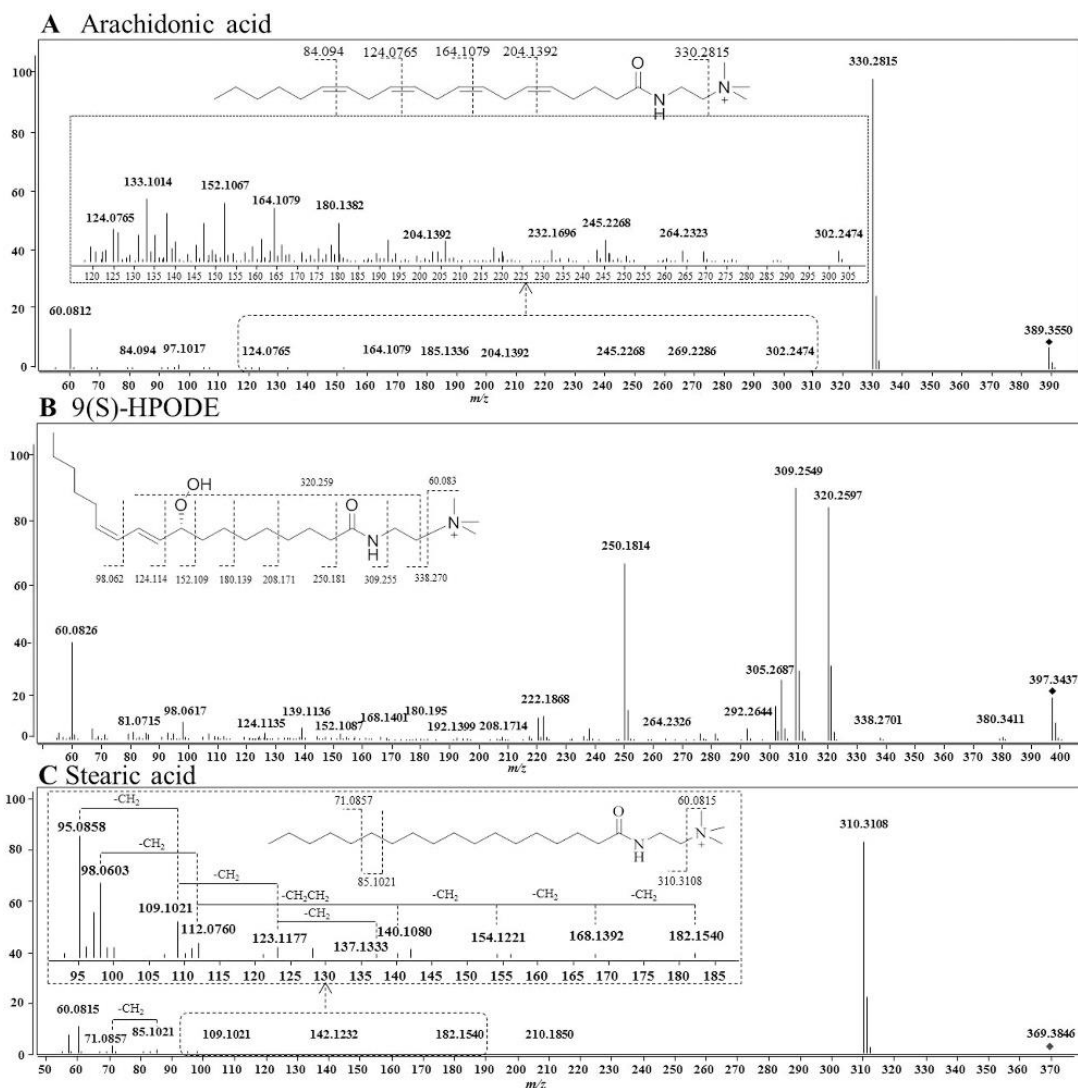 A Arachidonic acid
84.094 124.0765 164.1079 204.1392 330.2815
O
N
H
N
+
330.2815
100
80
60
40
20
0
133.1014 152.1067
124.0765 164.1079 180.1382
204.1392 232.1696 245.2268 264.2323 302.2474
120 125 130 135 140 145 150 155 160 165 170 175 180 185 190 195 200 205 210 215 220 225 230 235 243 245 250 255 260 265 270 275 280 285 290 295 300 305
60.0812
84.094 97.1017 124.0765 164.1079 185.1336 204.1392 245.2268 269.2286 302.2474
389.3550
60 70 80 90 100 110 120 130 140 150 160 170 180 190 200 210 220 230 240 250 260 270 280 290 300 310 320 330 340 350 360 370 380 390
m/z
B 9(S)-HPODE
100
80
60
40
20
0
OH
O
320.259
60.083
O
N
H
N
+
98.062 124.114 152.109 180.139 208.171 250.181 309.255 338.270
309.2549
320.2597
250.1814
60.0826
305.2687
397.3437
81.0715 98.0617 124.1135 139.1136 152.1087 168.1401 180.195 192.1399 208.1714 222.1868 264.2326 292.2644 338.2701 380.3411
60 70 80 90 100 110 120 130 140 150 160 170 180 190 200 210 220 230 240 250 260 270 280 290 300 310 320 330 340 350 360 370 380 390 400
m/z
C Stearic acid
100
80
60
40
20
0
-CH2
95.0858
71.0857
60.0815
O
N
H
N
+
85.1021
310.3108
310.3108
98.0603 -CH2
-CH2
-CH2CH2 -CH2 -CH2 -CH2
109.1021
112.0760
-CH2
123.1177 137.1333 140.1080 154.1221 168.1392 182.1540
95 100 110 115 120 125 130 135 140 145 150 155 160 165 170 175 180 185
60.0815
-CH2
71.0857 85.1021 109.1021 142.1232 182.1540 210.1850
369.3846
50 60 70 80 90 100 110 120 130 140 150 160 170 180 190 200 210 220 230 240 250 260 270 280 290 300 310 320 330 340 350 360 370
m/z